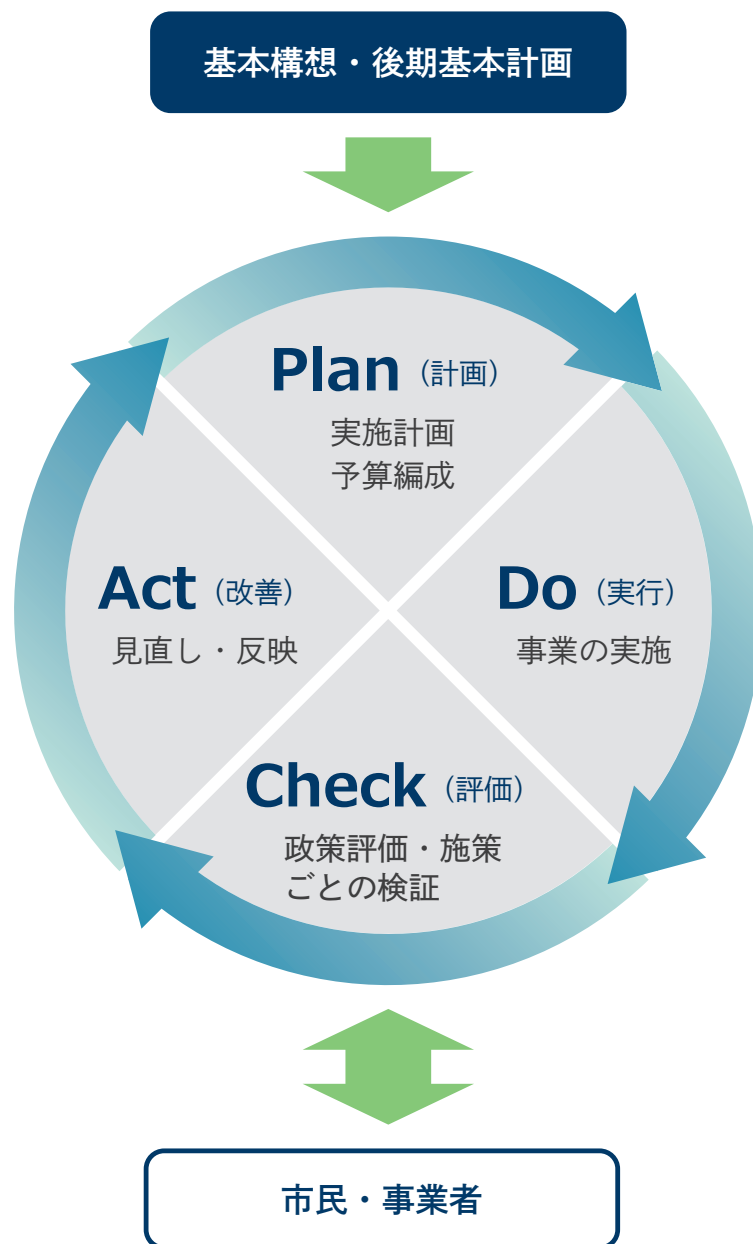 基本構想・後期基本計画
Plan（計画）
実施計画
予算編成
Act（改善）
見直し・反映
Do（実行）
事業の実施
Check（評価）
政策評価・施策
ごとの検証
市民・事業者